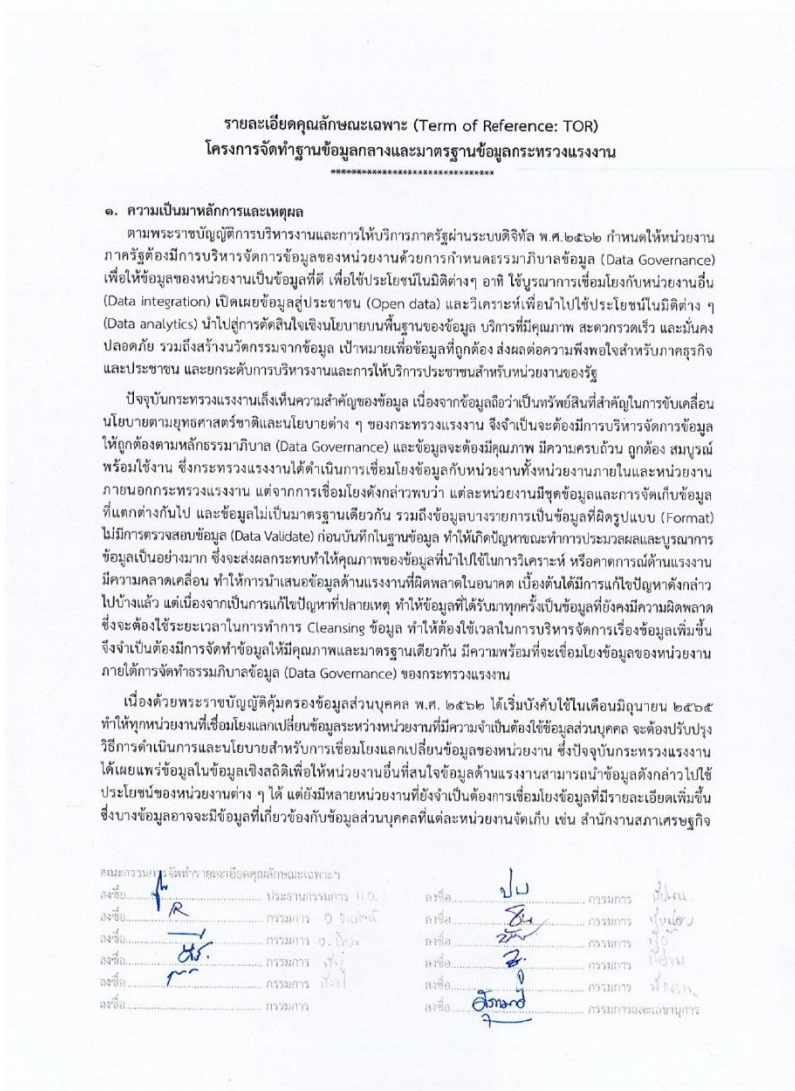 รายละเอียดคุณลักษณะเฉพาะ (Term of Reference: TOR)
โครงการจัดทำฐานข้อมูลกลางและมาตรฐานข้อมูลกระทรวงแรงงาน
********************************
๑. ความเป็นมาหลักการและเหตุผล
ตามพระราชบัญญัติการบริหารงานและการให้บริการภาครัฐผ่านระบบดิจิทัล พ.ศ.๒๕๖๒ กำหนดให้หน่วยงาน
ภาครัฐต้องมีการบริหารจัดการข้อมูลของหน่วยงานด้วยการกำหนดธรรมาภิบาลข้อมูล (Data Governance)
เพื่อให้ข้อมูลของหน่วยงานเป็นข้อมูลที่ดี เพื่อใช้ประโยชน์ในมิติต่างๆ อาทิ ใช้บูรณาการเชื่อมโยงกับหน่วยงานอื่น
(Data integration) เปิดเผยข้อมูลสู่ประชาชน (Open data) และวิเคราะห์เพื่อนำไปใช้ประโยชน์ในมิติต่าง ๆ
(Data analytics) นำไปสู่การตัดสินใจเชิงนโยบายบนพื้นฐานของข้อมูล บริการที่มีคุณภาพ สะดวกรวดเร็ว และมั่นคง
ปลอดภัย รวมถึงสร้างนวัตกรรมจากข้อมูล เป้าหมายเพื่อข้อมูลที่ถูกต้อง ส่งผลต่อความพึงพอใจสำหรับภาคธุรกิจ
และประชาชน และยกระดับการบริหารงานและการให้บริการประชาชนสำหรับหน่วยงานของรัฐ
ปัจจุบันกระทรวงแรงงานเล็งเห็นความสำคัญของข้อมูล เนื่องจากข้อมูลถือว่าเป็นทรัพย์สินที่สำคัญในการขับเคลื่อน
นโยบายตามยุทธศาสตร์ชาติและนโยบายต่าง ๆ ของกระทรวงแรงงาน จึงจำเป็นจะต้องมีการบริหารจัดการข้อมูล
ให้ถูกต้องตามหลักธรรมาภิบาล (Data Governance) และข้อมูลจะต้องมีคุณภาพ มีความครบถ้วน ถูกต้อง สมบูรณ์
พร้อมใช้งาน ซึ่งกระทรวงแรงงานได้ดำเนินการเชื่อมโยงข้อมูลกับหน่วยงานทั้งหน่วยงานภายในและหน่วยงาน
ภายนอกกระทรวงแรงงาน แต่จากการเชื่อมโยงดังกล่าวพบว่า แต่ละหน่วยงานมีชุดข้อมูลและการจัดเก็บข้อมูล
ที่แตกต่างกันไป และข้อมูลไม่เป็นมาตรฐานเดียวกัน รวมถึงข้อมูลบางรายการเป็นข้อมูลที่ผิดรูปแบบ (Format)
ไม่มีการตรวจสอบข้อมูล (Data Validate) ก่อนบันทึกในฐานข้อมูล ทำให้เกิดปัญหาขณะทำการประมวลผลและบูรณาการ
ข้อมูลเป็นอย่างมาก ซึ่งจะส่งผลกระทบทำให้คุณภาพของข้อมูลที่นำไปใช้ในการวิเคราะห์ หรือคาดการณ์ด้านแรงงาน
มีความคลาดเคลื่อน ทำให้การนำเสนอข้อมูลด้านแรงงานที่ผิดพลาดในอนาคต เบื้องต้นได้มีการแก้ไขปัญหาดังกล่าว
ไปบ้างแล้ว แต่เนื่องจากเป็นการแก้ไขปัญหาที่ปลายเหตุ ทำให้ข้อมูลที่ได้รับมาทุกครั้งเป็นข้อมูลที่ยังคงมีความผิดพลาด
ซึ่งจะต้องใช้ระยะเวลาในการทำการ Cleansing ข้อมูล ทำให้ต้องใช้เวลาในการบริหารจัดการเรื่องข้อมูลเพิ่มขึ้น
จึงจำเป็นต้องมีการจัดทำข้อมูลให้มีคุณภาพและมาตรฐานเดียวกัน มีความพร้อมที่จะเชื่อมโยงข้อมูลของหน่วยงาน
ภายใต้การจัดทำธรรมาภิบาลข้อมูล (Data Governance) ของกระทรวงแรงงาน
เนื่องด้วยพระราชบัญญัติคุ้มครองข้อมูลส่วนบุคคล พ.ศ. ๒๕๖๒ ได้เริ่มบังคับใช้ในเดือนมิถุนายน ๒๕๖๕
ทำให้ทุกหน่วยงานที่เชื่อมโยงแลกเปลี่ยนข้อมูลระหว่างหน่วยงานที่มีความจำเป็นต้องใช้ข้อมูลส่วนบุคคล จะต้องปรับปรุง
วิธีการดำเนินการและนโยบายสำหรับการเชื่อมโยงแลกเปลี่ยนข้อมูลของหน่วยงาน ซึ่งปัจจุบันกระทรวงแรงงาน
ได้เผยแพร่ข้อมูลในข้อมูลเชิงสถิติเพื่อให้หน่วยงานอื่นที่สนใจข้อมูลด้านแรงงานสามารถนำข้อมูลดังกล่าวไปใช้
ประโยชน์ของหน่วยงานต่าง ๆ ได้ แต่ยังมีหลายหน่วยงานที่ยังจำเป็นต้องการเชื่อมโยงข้อมูลที่มีรายละเอียดเพิ่มขึ้น
ซึ่งบางข้อมูลอาจจะมีข้อมูลที่เกี่ยวข้องกับข้อมูลส่วนบุคคลที่แต่ละหน่วยงานจัดเก็บ เช่น สำนักงานสภาเศรษฐกิจ
คณะกรรมการจัดทำรายละเอียดคุณลักษณะเฉพาะฯ
ลงชื่อ ประธานกรรมการ ลงชื่อ กรรมการ
ลงชื่อ กรรมการ ลงชื่อ กรรมการ
ลงชื่อ กรรมการ ลงชื่อ กรรมการ
ลงชื่อ กรรมการ ลงชื่อ กรรมการ
ลงชื่อ กรรมการ ลงชื่อ กรรมการ
ลงชื่อ กรรมการ ลงชื่อ กรรมการและเลขานุการ